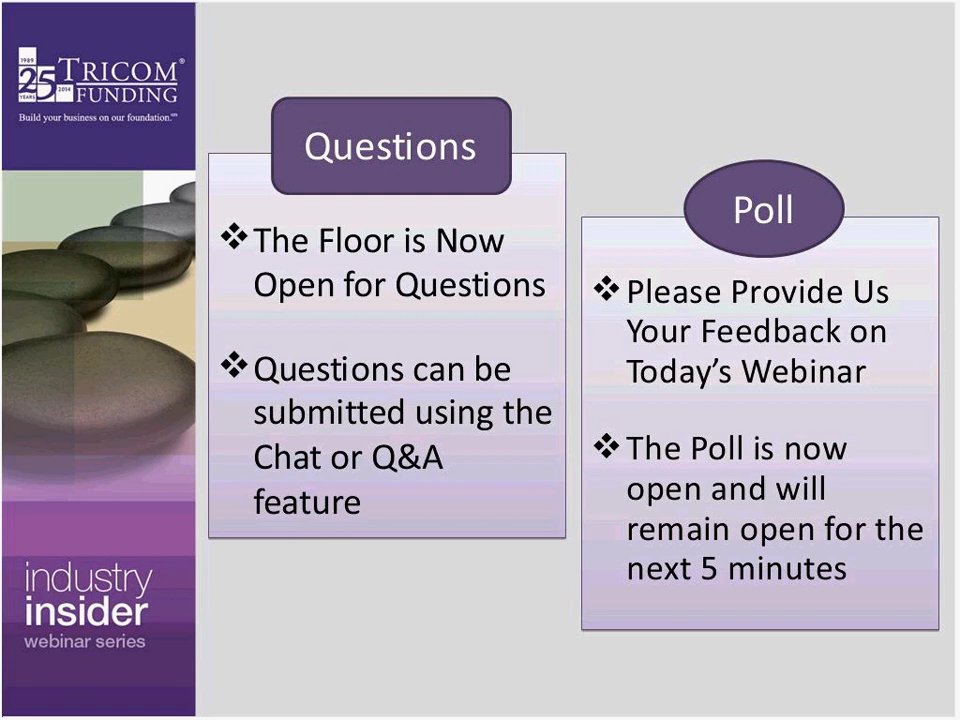 1989
25
YEARS
2014
TRICOM®
FUNDING
Build your business on our foundation.℠
Questions
❖ The Floor is Now
Open for Questions
❖ Questions can be
submitted using the
Chat or Q&A
feature
Poll
❖ Please Provide Us
Your Feedback on
Today’s Webinar
❖ The Poll is now
open and will
remain open for the
next 5 minutes
industry
insider
webinar series